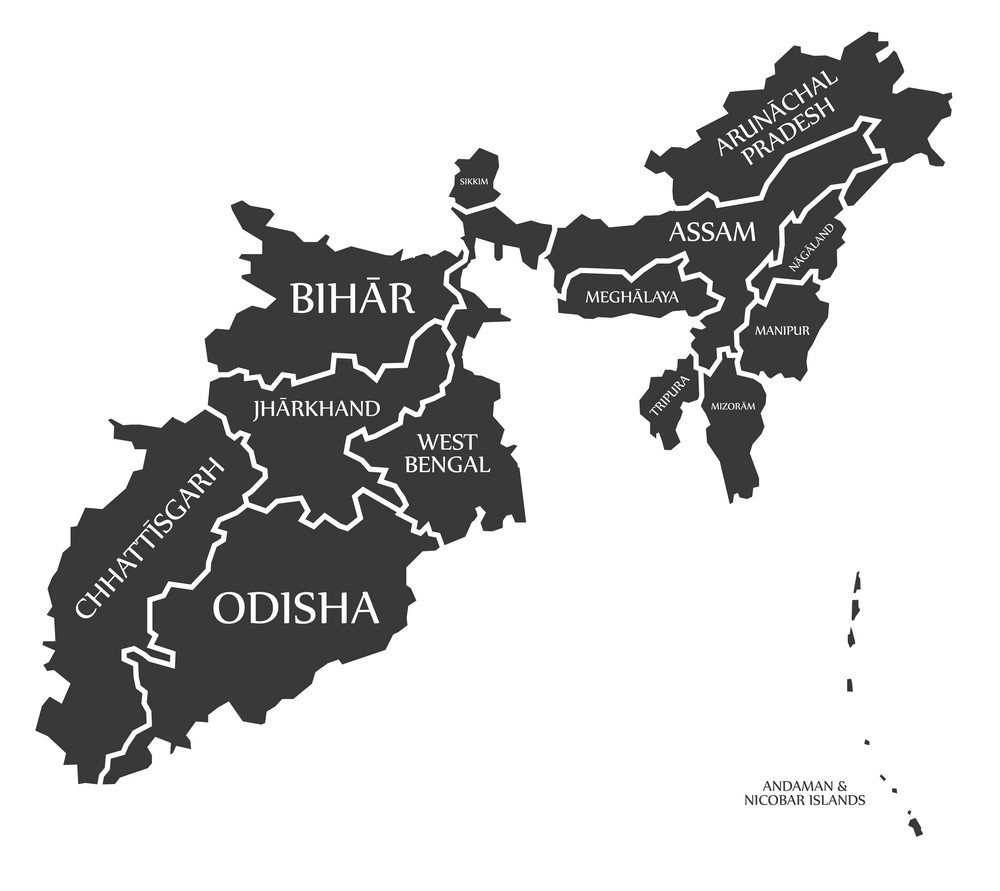 ARUNĀCHAL
PRADESH
SIKKIM
ASSAM
NĀGĀLAND
BIHĀR
MEGHĀLAYA
MANIPUR
JHĀRKHAND
TRIPURA
MIZORĀM
WEST
BENGAL
CHHATTĪSGARH
ODISHA
ANDAMAN &
NICOBAR ISLANDS